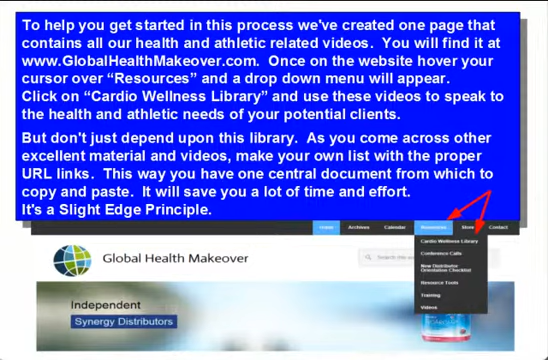 To help you get started in this process we've created one page that
contains all our health and athletic related videos.  You will find it at
www.GlobalHealthMakeover.com.  Once on the website hover your
cursor over “Resources” and a drop down menu will appear.
Click on “Cardio Wellness Library” and use these videos to speak to
the health and athletic needs of your potential clients.
But don't just depend upon this library.  As you come across other
excellent material and videos, make your own list with the proper
URL links.  This way you have one central document from which to
copy and paste.  It will save you a lot of time and effort.
It's a Slight Edge Principle.
Home Archives Calendar Resources Store Contact
Cardio Wellness Library
Conference Calls
New Distributor
Orientation Checklist
Resource Tools
Training
Videos
Global Health Makeover
Search the
Independent
Synergy Distributors